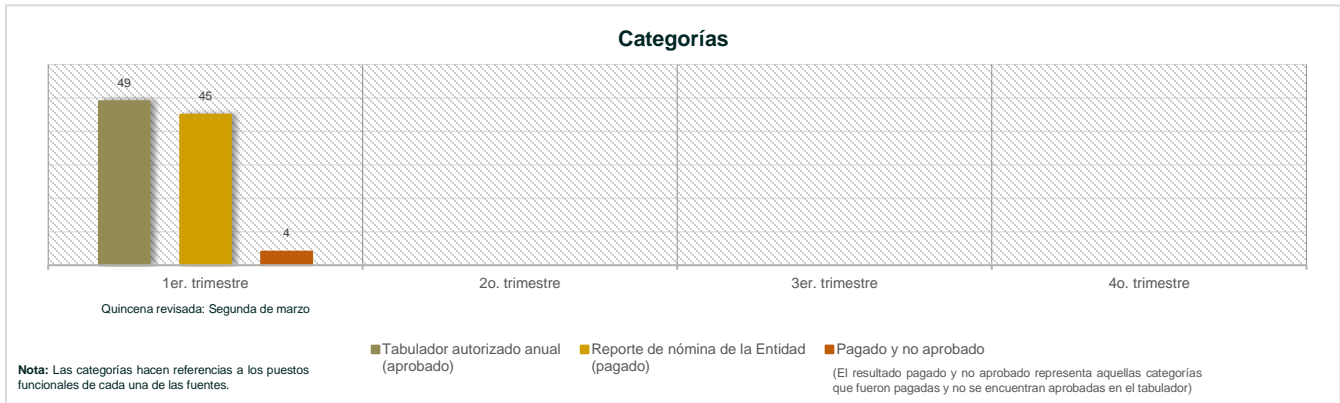 Categorías
49
45
4
1er. trimestre
2o. trimestre
3er. trimestre
4o. trimestre
Quincena revisada: Segunda de marzo
Tabulador autorizado anual
(aprobado)
Reporte de nómina de la Entidad
(pagado)
Pagado y no aprobado
(El resultado pagado y no aprobado representa aquellas categorías
que fueron pagadas y no se encuentran aprobadas en el tabulador)
Nota: Las categorías hacen referencias a los puestos
funcionales de cada una de las fuentes.